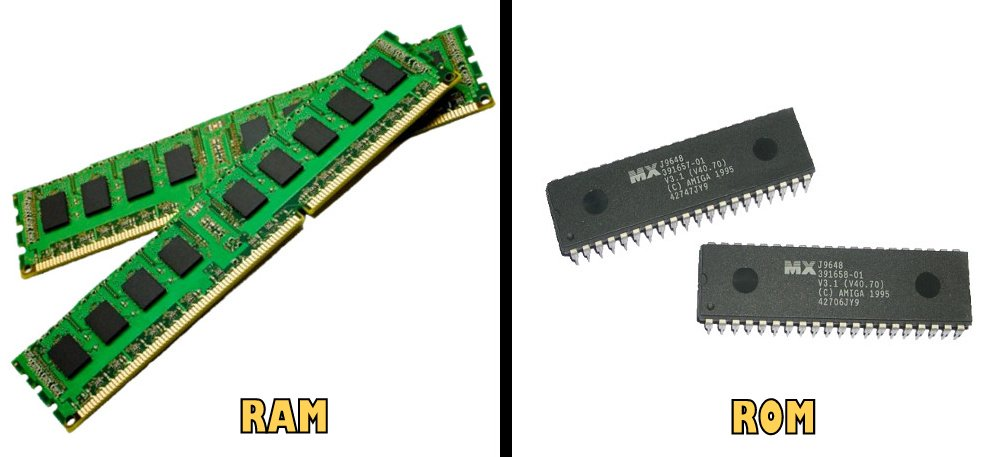 MX J9648
391657-01
V3.1 (V40.70)
(C) AMIGA 1995
42747JY9
MX J9648
391658-01
V3.1 (V40.70)
(C) AMIGA 1995
42706JY9
RAM
ROM